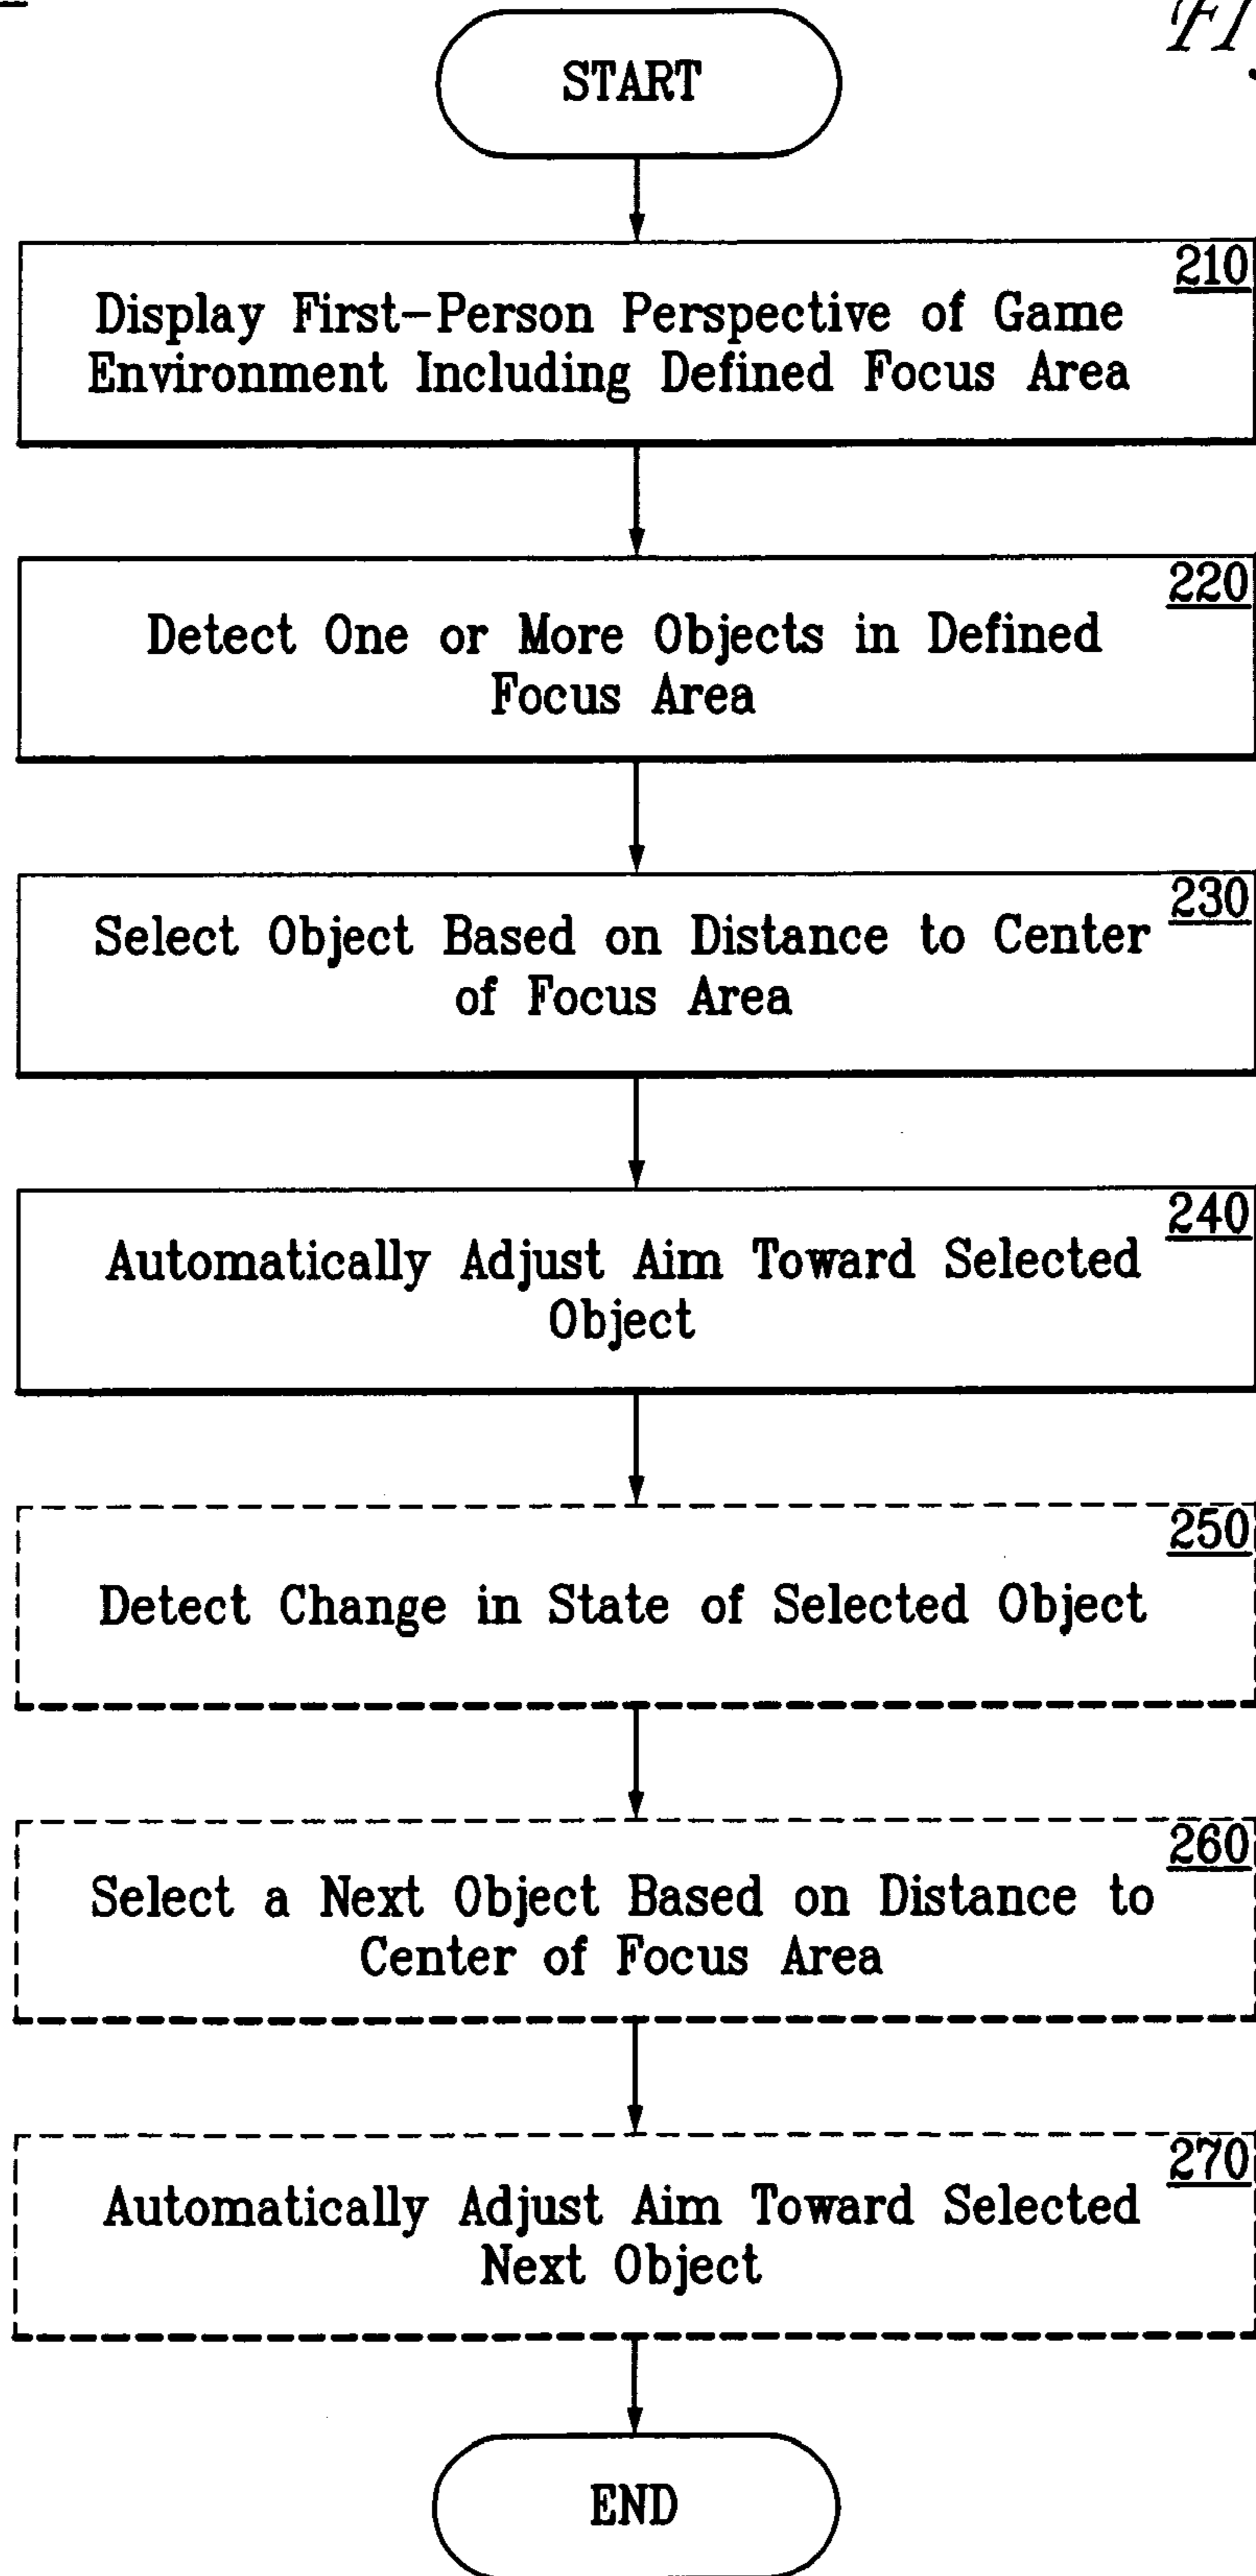 START
210
Display First-Person Perspective of Game
Environment Including Defined Focus Area
220
Detect One or More Objects in Defined
Focus Area
230
Select Object Based on Distance to Center
of Focus Area
240
Automatically Adjust Aim Toward Selected
Object
250
Detect Change in State of Selected Object
260
Select a Next Object Based on Distance to
Center of Focus Area
270
Automatically Adjust Aim Toward Selected
Next Object
END